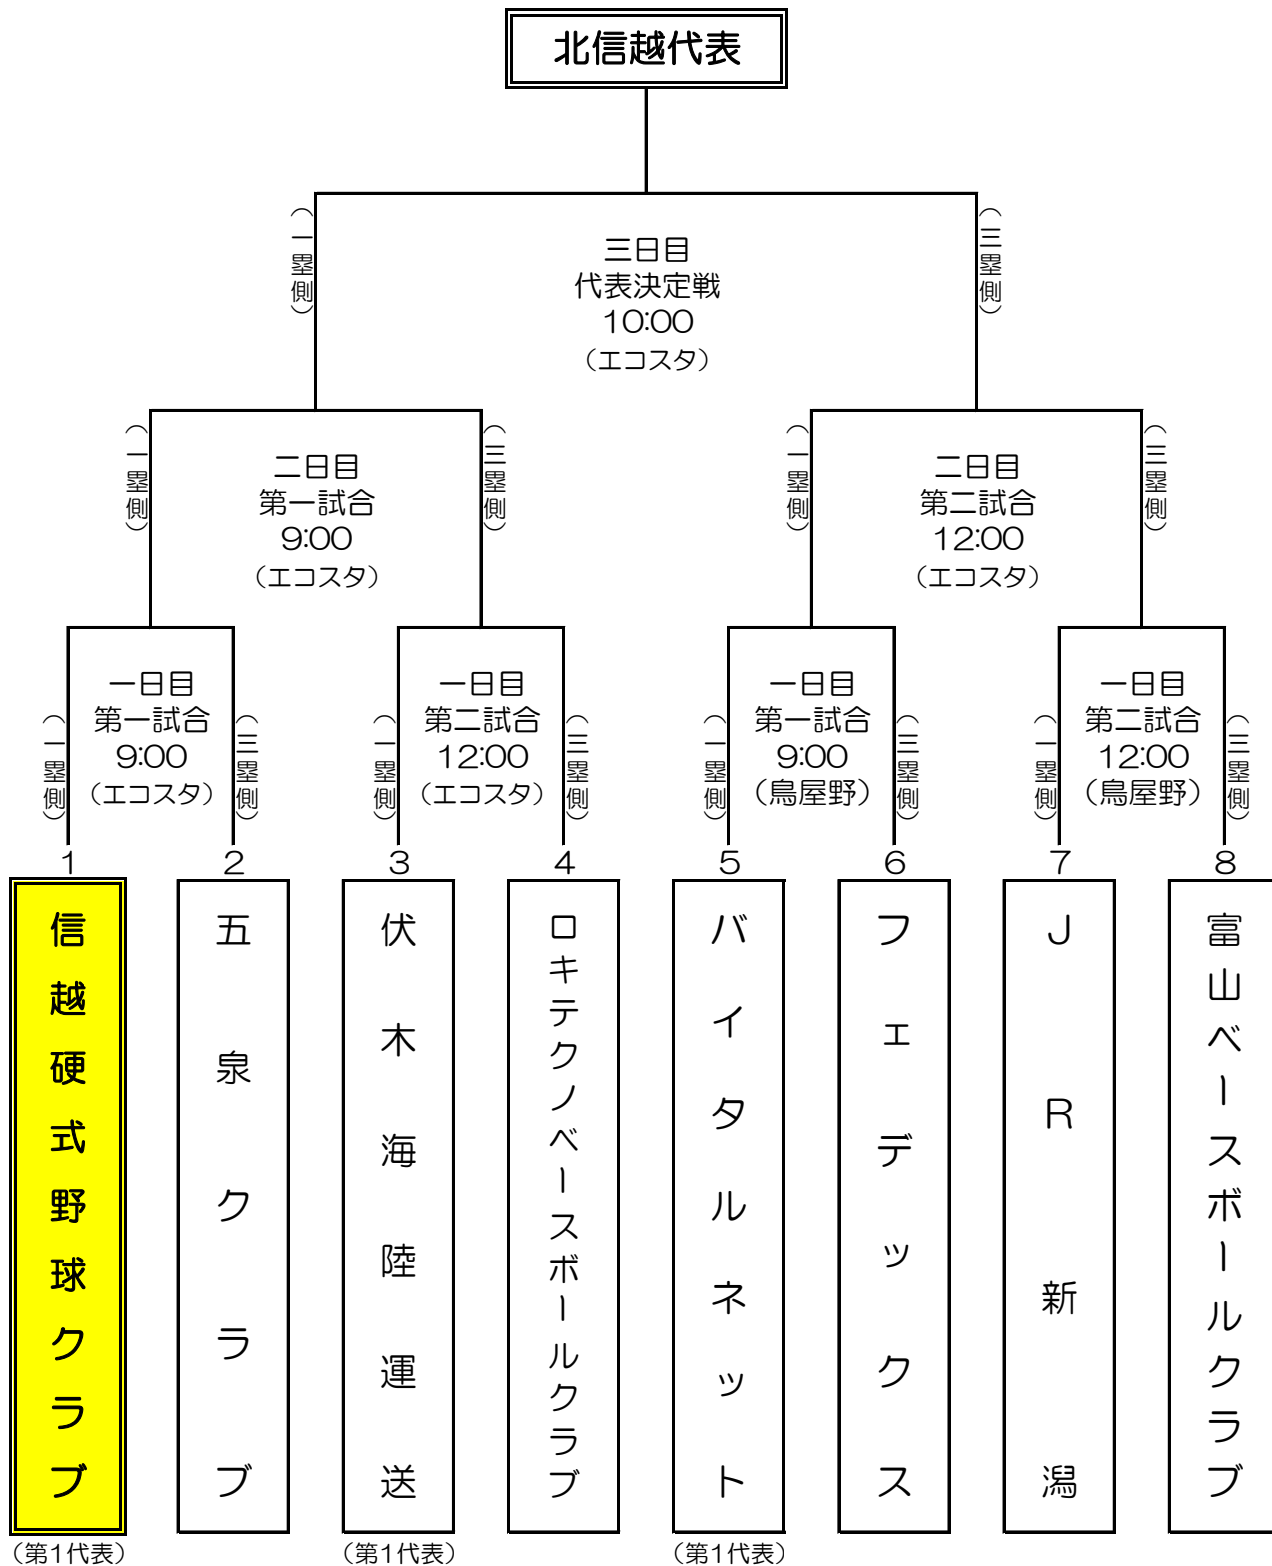 北信越代表
（一塁側）
三日目
代表決定戦
10:00
（エコスタ）
（三塁側）
（一塁側）
二日目
第一試合
9:00
（エコスタ）
（三塁側）
（一塁側）
二日目
第二試合
12:00
（エコスタ）
（三塁側）
（一塁側）
一日目
第一試合
9:00
（エコスタ）
（三塁側）
（一塁側）
一日目
第二試合
12:00
（エコスタ）
（三塁側）
（一塁側）
一日目
第一試合
9:00
（鳥屋野）
（三塁側）
（一塁側）
一日目
第二試合
12:00
（鳥屋野）
（三塁側）
1
信越硬式野球クラブ
（第1代表）
2
五泉クラブ
3
伏木海陸運送
（第1代表）
4
ロキテクノベースボールクラブ
5
バイタルネット
（第1代表）
6
フェデックス
7
JR新潟
8
富山ベースボールクラブ